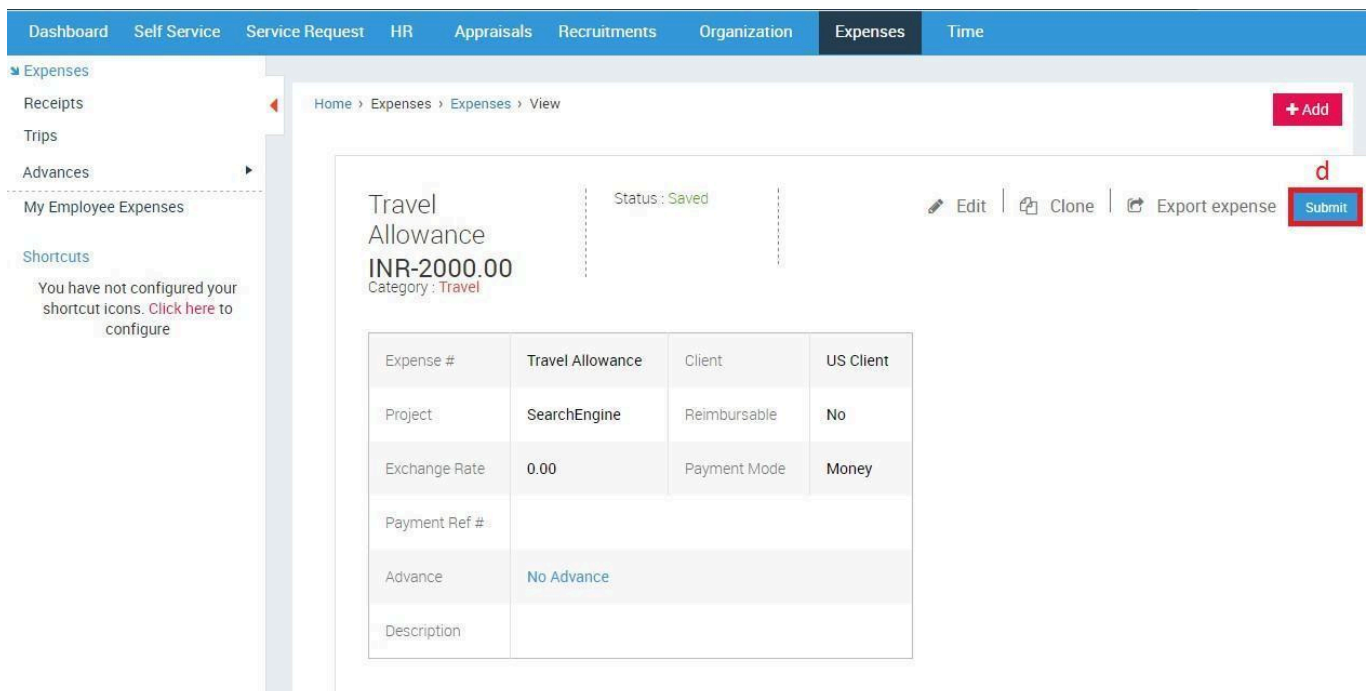 Dashboard Self Service Service Request HR Appraisals Recruitments Organization Expenses Time
Expenses
Receipts
Trips
Advances
My Employee Expenses
Shortcuts
You have not configured your
shortcut icons. Click here to
configure
Home › Expenses › Expenses › View
+ Add
d
Travel
Allowance
INR-2000.00
Category : Travel
Status : Saved
Edit Clone Export expense Submit
Expense # Travel Allowance Client US Client
Project SearchEngine Reimbursable No
Exchange Rate 0.00 Payment Mode Money
Payment Ref #
Advance No Advance
Description